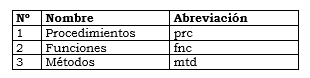 Nº Nombre Abreviación
1 Procedimientos prc
2 Funciones fnc
3 Métodos mtd